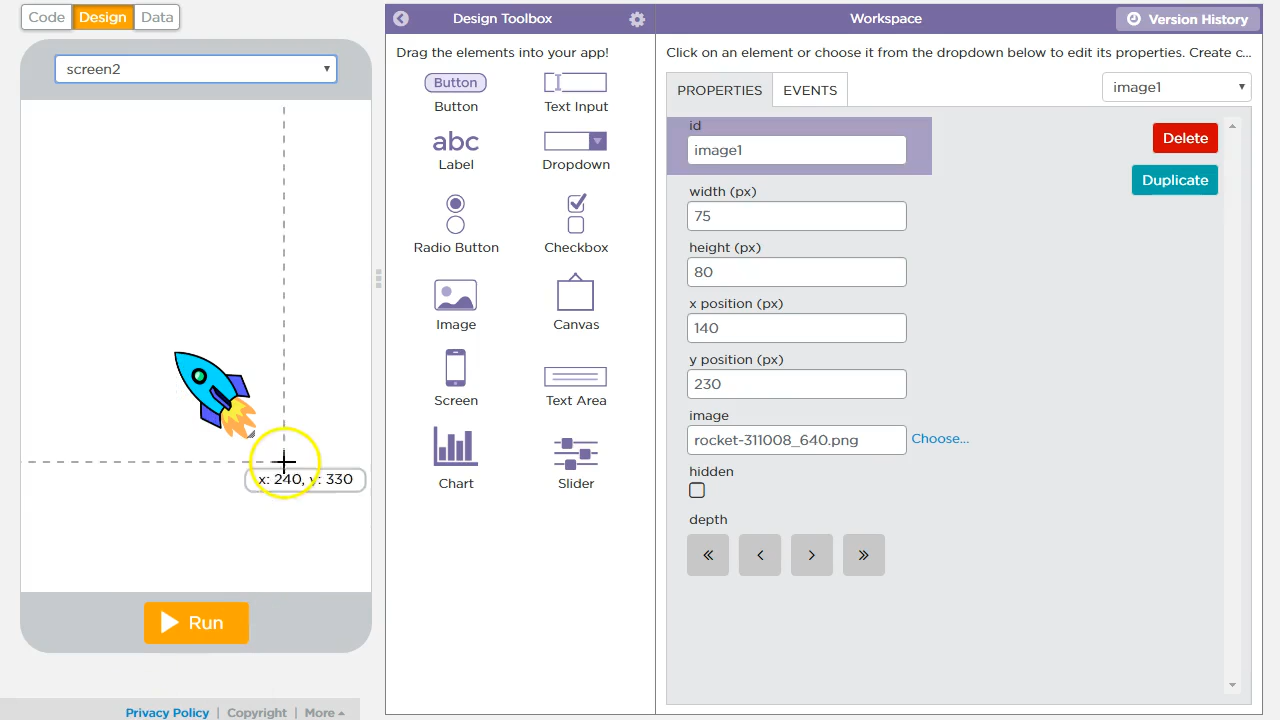 Code Design Data
screen2
x: 240, y: 330
Run
Privacy Policy | Copyright | More
Design Toolbox
Drag the elements into your app!
Button
Button
Text Input
abc
Label
Dropdown
Radio Button
Checkbox
Image
Canvas
Screen
Text Area
Chart
Slider
Workspace
Version History
Click on an element or choose it from the dropdown below to edit its properties. Create c...
PROPERTIES EVENTS
image1
id
image1
Delete
Duplicate
width (px)
75
height (px)
80
x position (px)
140
y position (px)
230
image
rocket-311008_640.png Choose...
hidden
depth